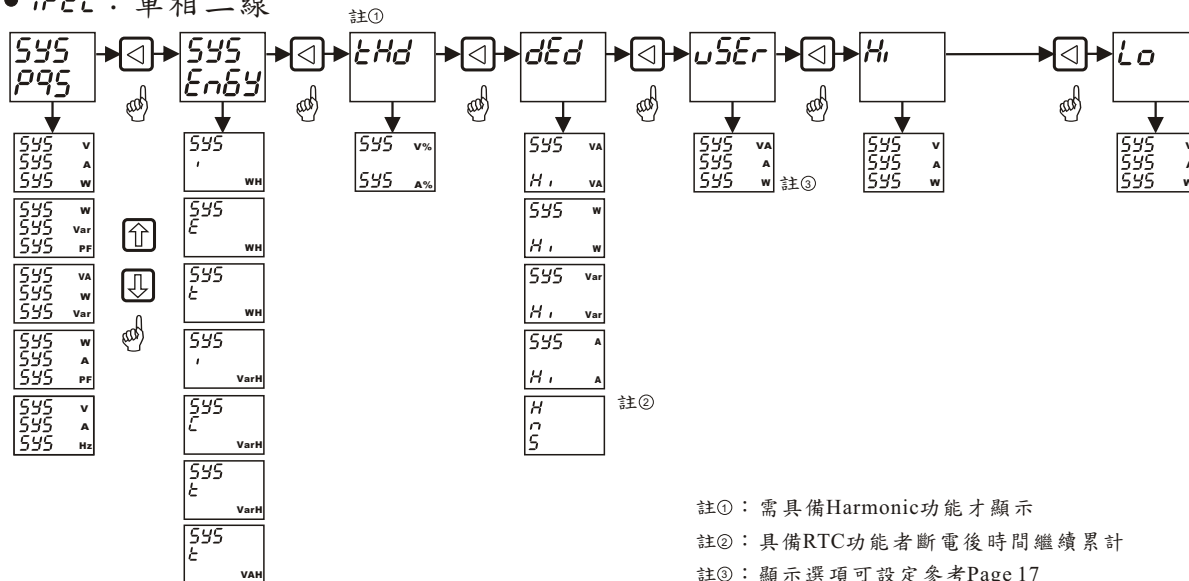 ● 1P2L：單相二線
註①
SYS
PqS
SYS
EnGY
tHd
dEd
uSEr
Hi
Lo
SYS V
SYS A
SYS W
SYS W
SYS Var
SYS PF
SYS VA
SYS W
SYS Var
SYS W
SYS A
SYS PF
SYS V
SYS A
SYS Hz
SYS
i
WH
SYS
E
WH
SYS
t
WH
SYS
i
VarH
SYS
C
VarH
SYS
t
VarH
SYS
t
VAH
SYS V%
SYS A%
SYS VA
Hi VA
SYS W
Hi W
SYS Var
Hi Var
SYS A
Hi A
H
n
S
註②
SYS VA
SYS A
SYS W 註③
SYS V
SYS A
SYS W
SYS
SYS
SYS
註①：需具備Harmonic功能才顯示
註②：具備RTC功能者斷電後時間繼續累計
註③：顯示選項可設定參考Page 17